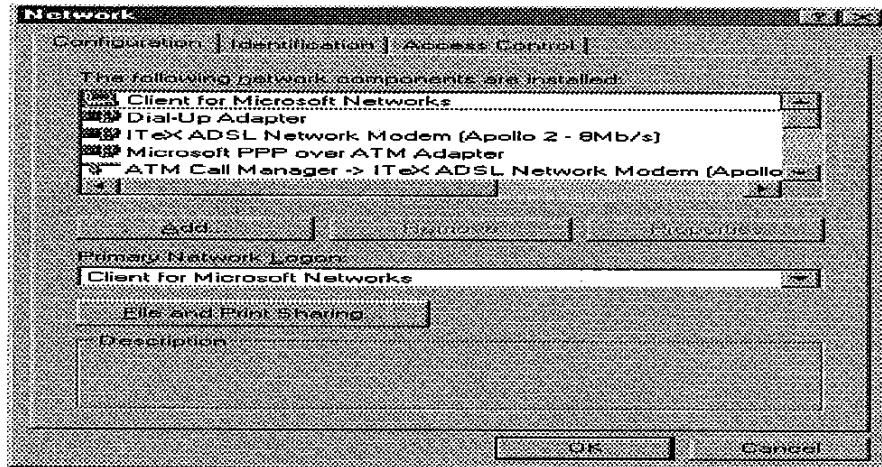 Network
Configuration Identification Access Control
The following network components are installed:
Client for Microsoft Networks
Dial-Up Adapter
ITeX ADSL Network Modem (Apollo 2 - 8Mb/s)
Microsoft PPP over ATM Adapter
ATM Call Manager -> ITeX ADSL Network Modem (Apollo
Add... Remove Properties
Primary Network Logon:
Client for Microsoft Networks
File and Print Sharing...
Description
OK Cancel